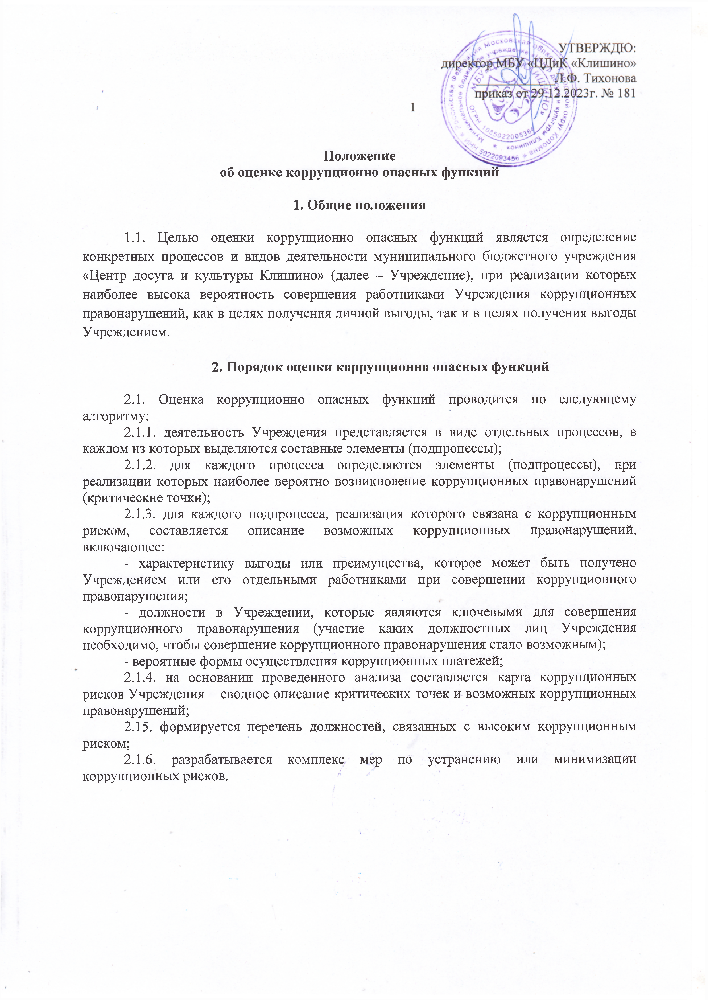 УТВЕРЖДЮ:
директор МБУ «ЦДиК «Клишино»
Л.Ф. Тихонова
приказ от 29.12.2023г. № 181
1
Российская Федерация Московская область Городской округ Коломна * ИНН 5022093456 *
Муниципальное бюджетное учреждение «Центр досуга и культуры Клишино» *
МБУ «ЦДиК «КЛИШИНО»
ОГРН 1085022005364
Положение
об оценке коррупционно опасных функций
1. Общие положения
1.1. Целью оценки коррупционно опасных функций является определение
конкретных процессов и видов деятельности муниципального бюджетного учреждения
«Центр досуга и культуры Клишино» (далее – Учреждение), при реализации которых
наиболее высока вероятность совершения работниками Учреждения коррупционных
правонарушений, как в целях получения личной выгоды, так и в целях получения выгоды
Учреждением.
2. Порядок оценки коррупционно опасных функций
2.1. Оценка коррупционно опасных функций проводится по следующему
алгоритму:
2.1.1. деятельность Учреждения представляется в виде отдельных процессов, в
каждом из которых выделяются составные элементы (подпроцессы);
2.1.2. для каждого процесса определяются элементы (подпроцессы), при
реализации которых наиболее вероятно возникновение коррупционных правонарушений
(критические точки);
2.1.3. для каждого подпроцесса, реализация которого связана с коррупционным
риском, составляется описание возможных коррупционных правонарушений,
включающее:
- характеристику выгоды или преимущества, которое может быть получено
Учреждением или его отдельными работниками при совершении коррупционного
правонарушения;
- должности в Учреждении, которые являются ключевыми для совершения
коррупционного правонарушения (участие каких должностных лиц Учреждения
необходимо, чтобы совершение коррупционного правонарушения стало возможным);
- вероятные формы осуществления коррупционных платежей;
2.1.4. на основании проведенного анализа составляется карта коррупционных
рисков Учреждения – сводное описание критических точек и возможных коррупционных
правонарушений;
2.15. формируется перечень должностей, связанных с высоким коррупционным
риском;
2.1.6. разрабатывается комплекс мер по устранению или минимизации
коррупционных рисков.